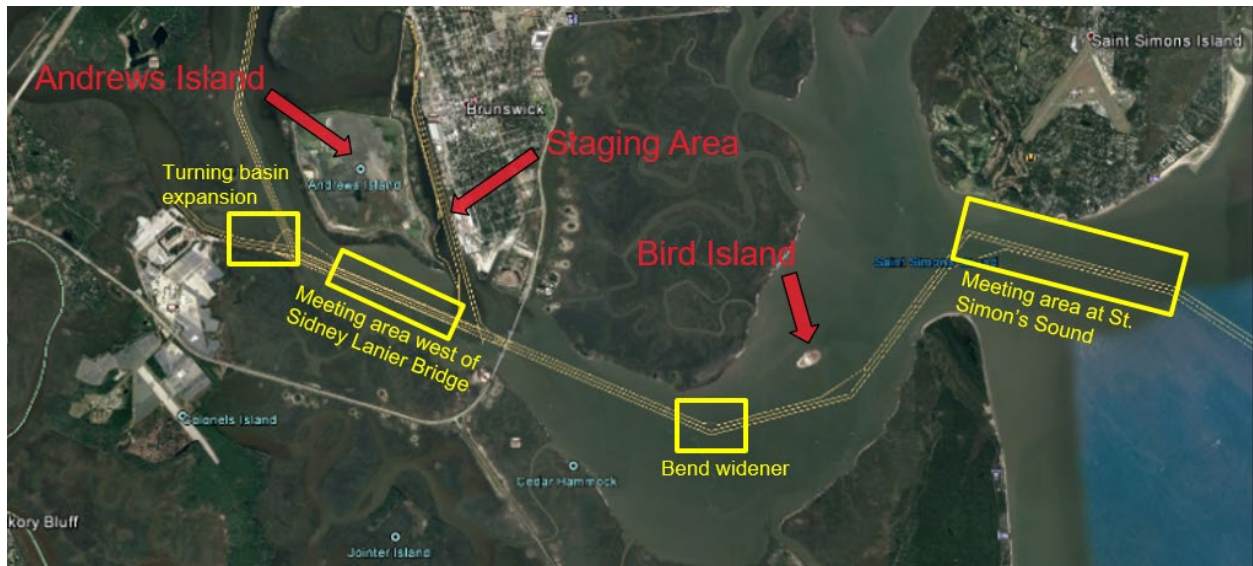 Saint Simons Island
Andrews Island
Brunswick
Staging Area
Turning basin
expansion
Andrews Island
Bird Island
Meeting area west of
Sidney Lanier Bridge
Meeting area at St.
Simon's Sound
Colonels Island
Bend widener
Cedar Hammock
kory Bluff
Jointer Island